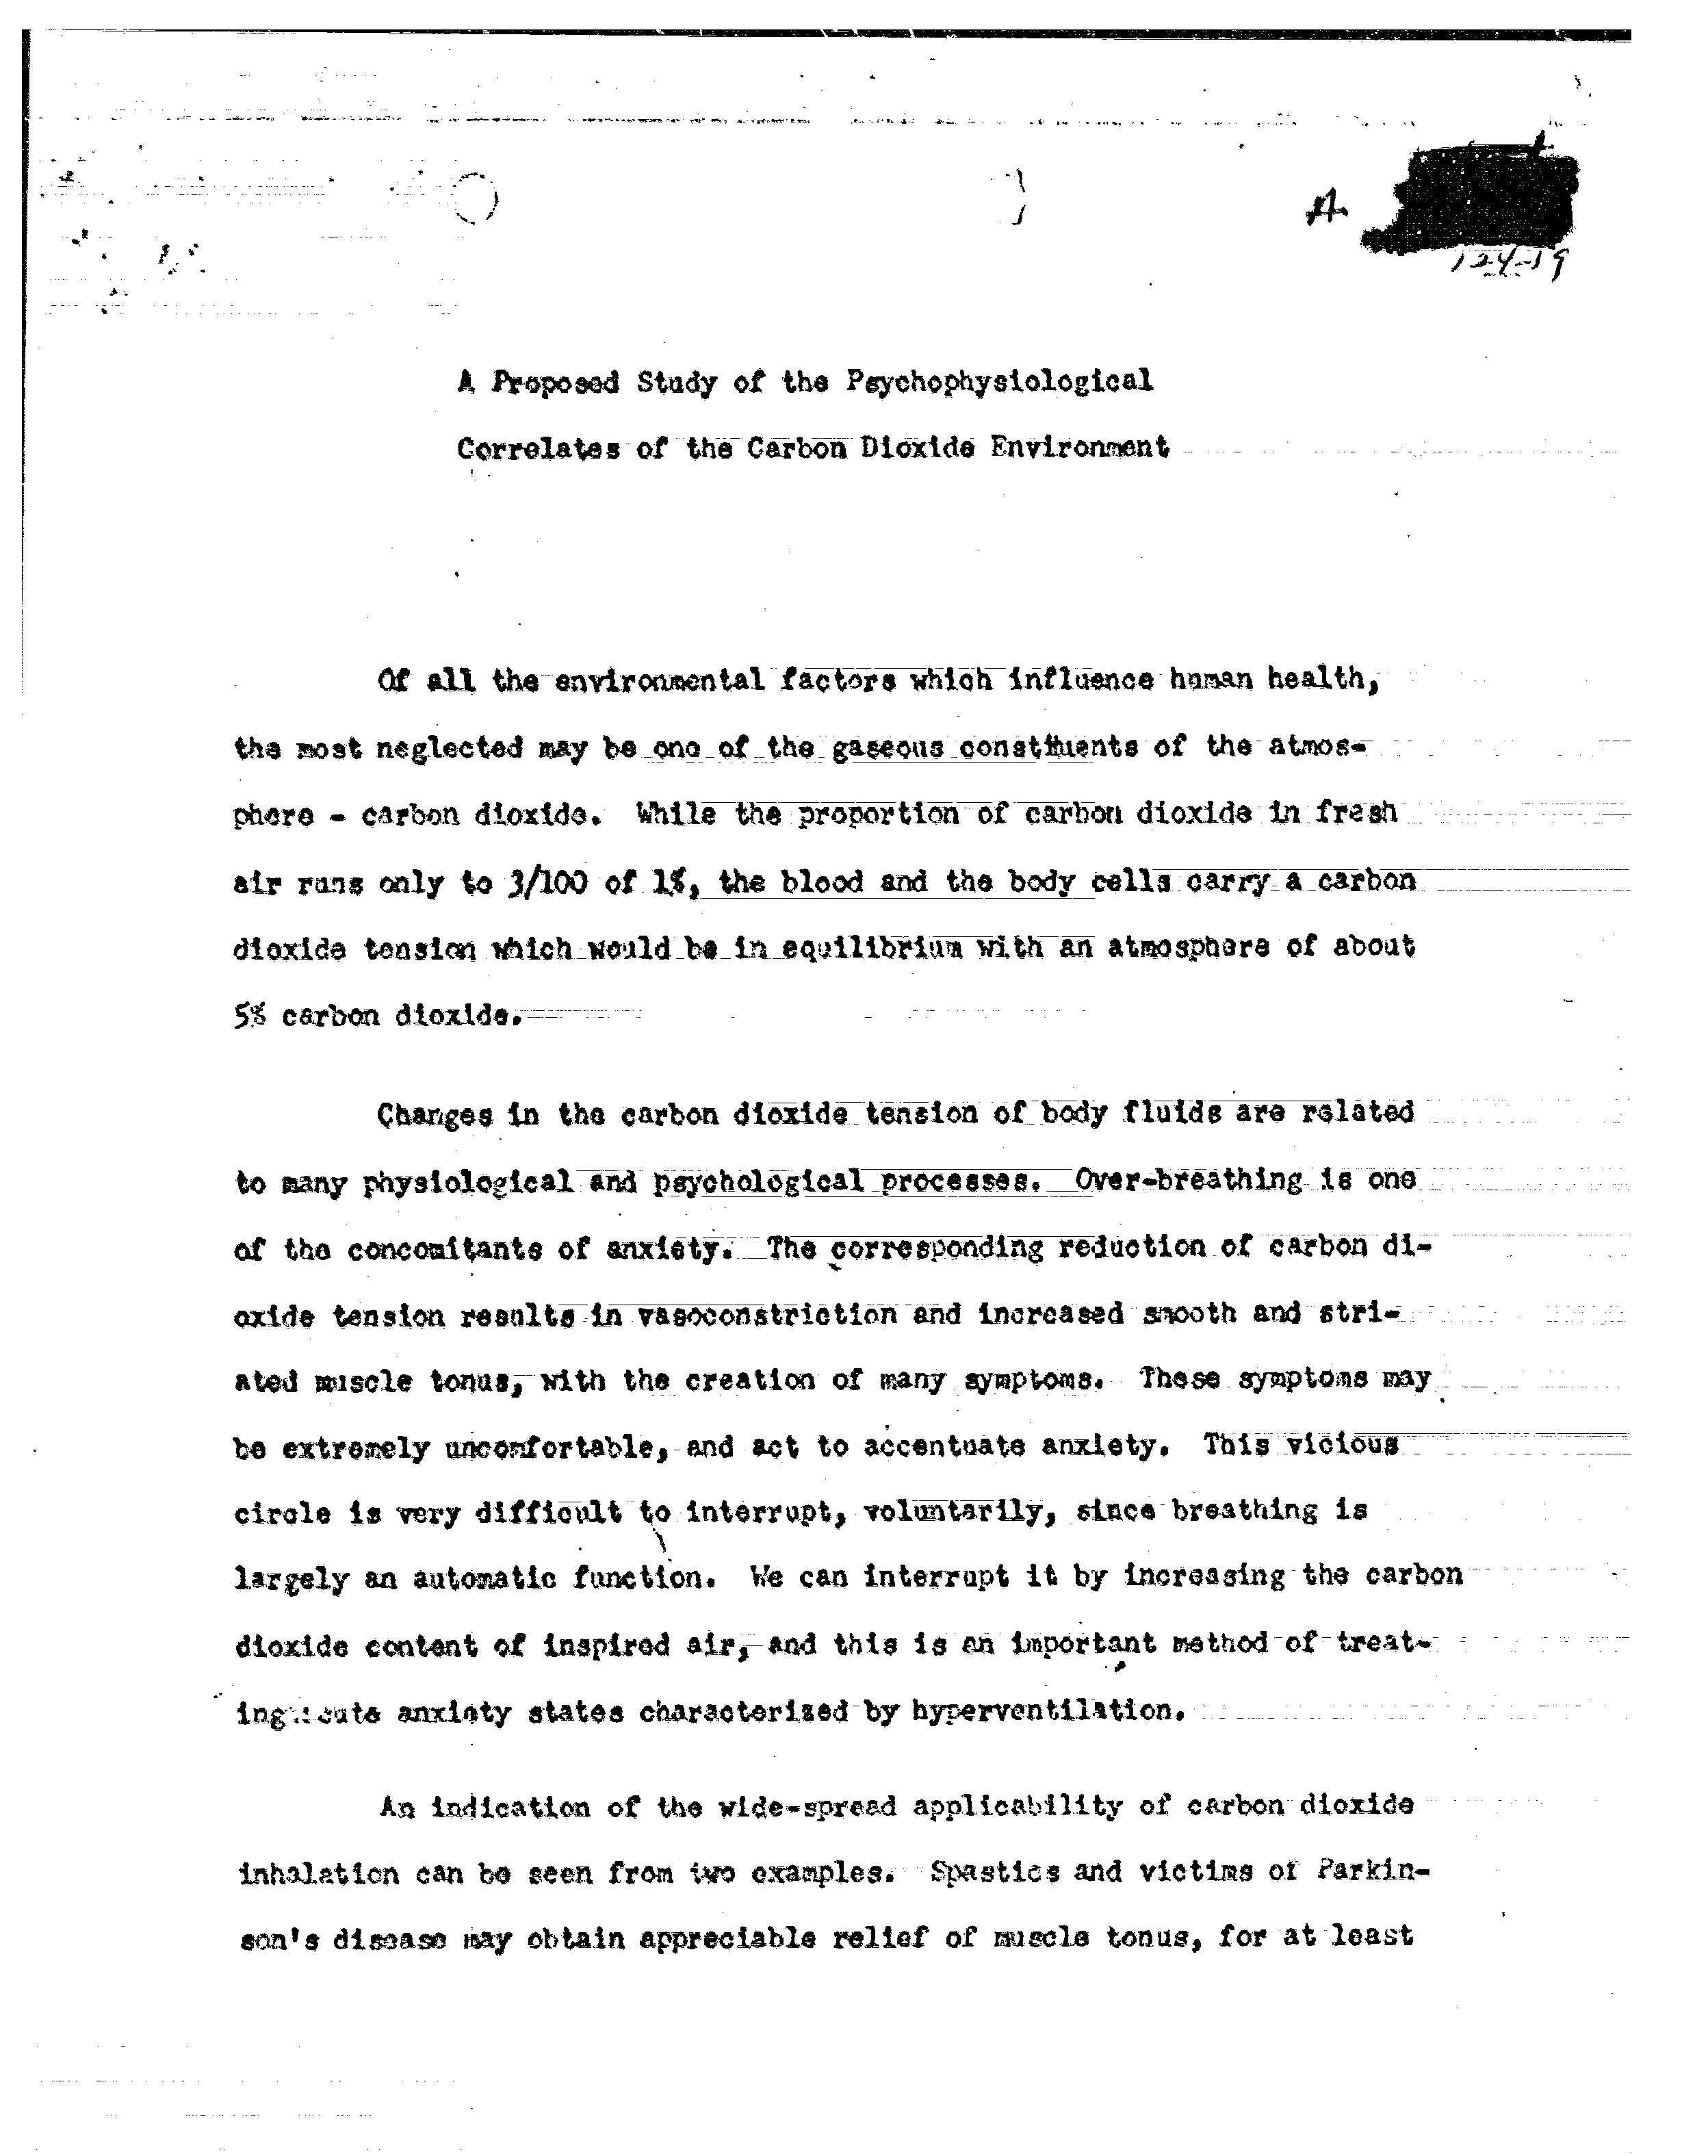 A
124-19
A Proposed Study of the Psychophysiological
Correlates of the Carbon Dioxide Environment
Of all the environmental factors which influence human health,
the most neglected may be one of the gaseous constituents of the atmos-
phere - carbon dioxide. While the proportion of carbon dioxide in fresh
air runs only to 3/100 of 1%, the blood and the body cells carry a carbon
dioxide tension which would be in equilibrium with an atmosphere of about
5% carbon dioxide.
Changes in the carbon dioxide tension of body fluids are related
to many physiological and psychological processes. Over-breathing is one
of the concomitants of anxiety. The corresponding reduction of carbon di-
oxide tension results in vasoconstriction and increased smooth and stri-
ated muscle tonus, with the creation of many symptoms. These symptoms may
be extremely uncomfortable, and act to accentuate anxiety. This vicious
circle is very difficult to interrupt, voluntarily, since breathing is
largely an automatic function. We can interrupt it by increasing the carbon
dioxide content of inspired air, and this is an important method of treat-
ing acute anxiety states characterized by hyperventilation.
An indication of the wide-spread applicability of carbon dioxide
inhalation can be seen from two examples. Spastics and victims of Parkin-
son's disease may obtain appreciable relief of muscle tonus, for at least